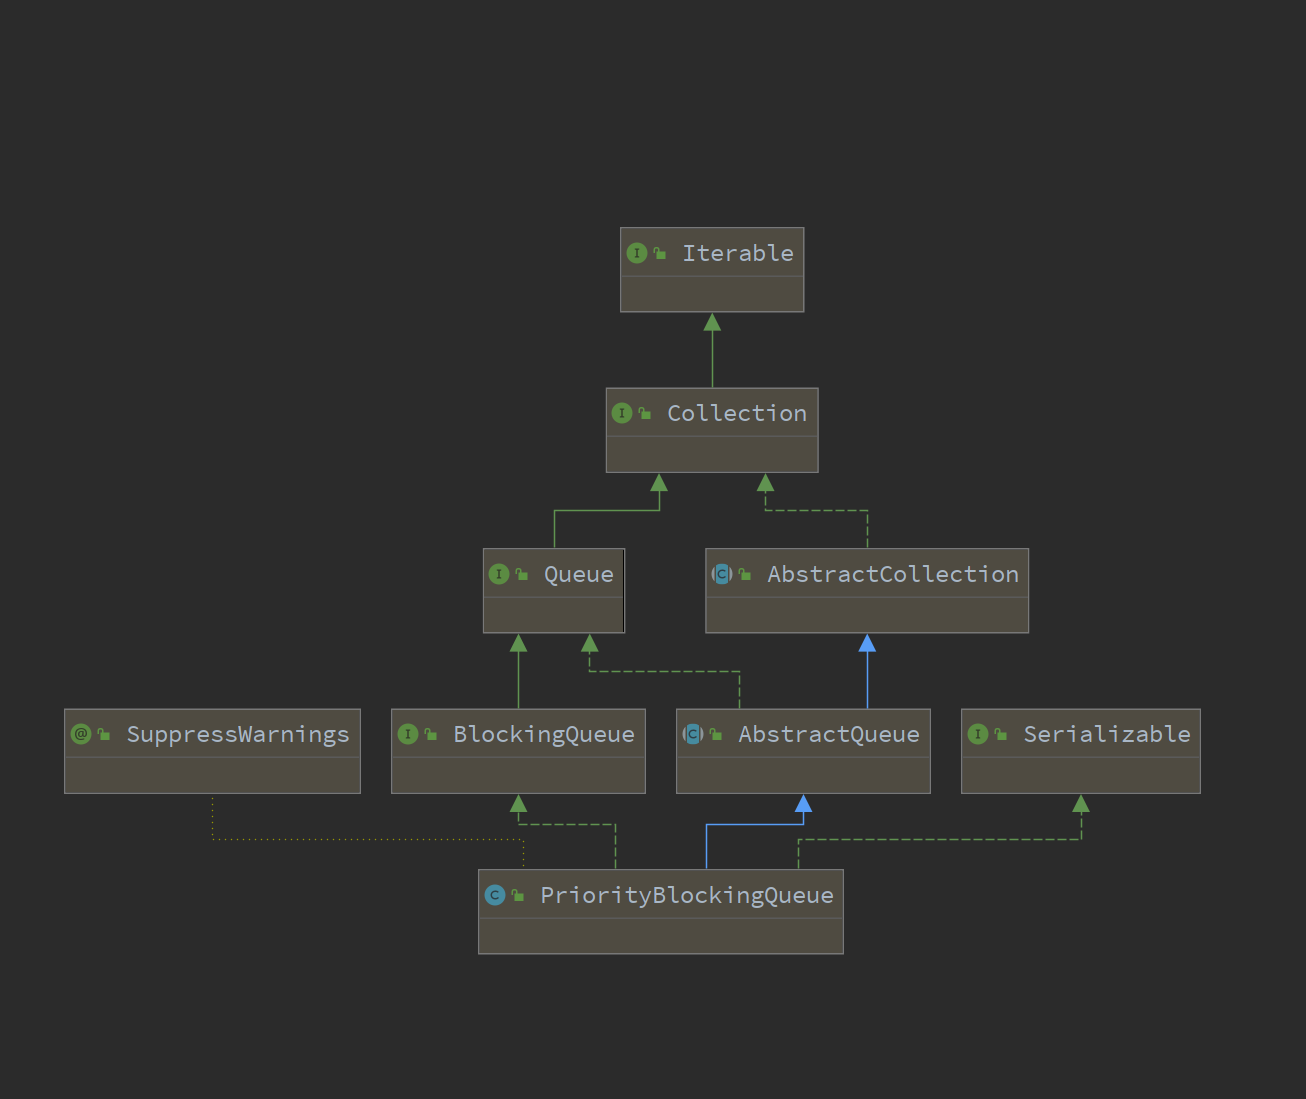 I Iterable
I Collection
I Queue
C AbstractCollection
@ SuppressWarnings
I BlockingQueue
C AbstractQueue
I Serializable
C PriorityBlockingQueue